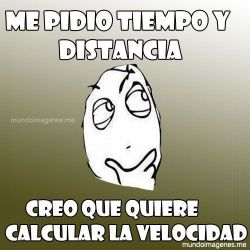 ME PIDIO TIEMPO Y
DISTANCIA
mundoimagenes.me
CREO QUE QUIERE
CALCULAR LA VELOCIDAD
mundoimagenes.me